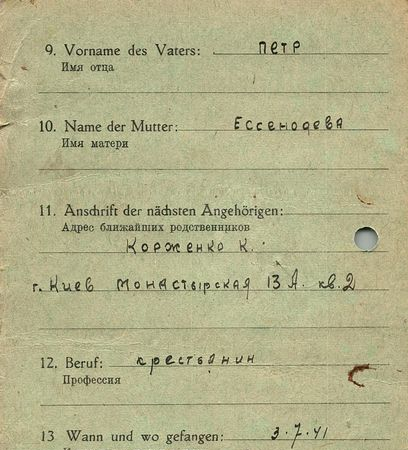 9. Vorname des Vaters: Петр
Имя отца
10. Name der Mutter: Ессенодева
Имя матери
11. Anschrift der nächsten Angehörigen:
Адрес ближайших родственников
Корженко К.
г. Киев Монастырская 13 А. кв. 2
12. Beruf: крестьянин
Профессия
13 Wann und wo gefangen: 3.7.41